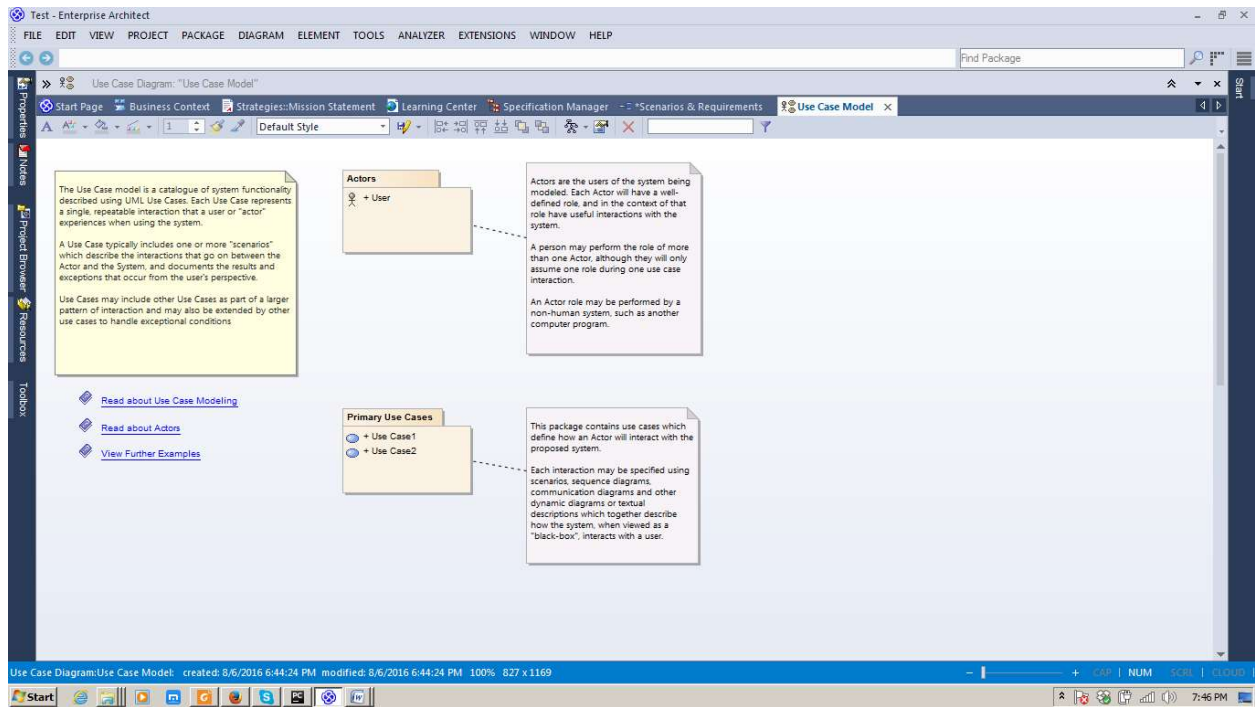 Test - Enterprise Architect
FILE EDIT VIEW PROJECT PACKAGE DIAGRAM ELEMENT TOOLS ANALYZER EXTENSIONS WINDOW HELP
Find Package
Use Case Diagram: "Use Case Model"
Start Page Business Context Strategies::Mission Statement Learning Center Specification Manager *Scenarios & Requirements Use Case Model
1 Default Style
Properties
Notes
Project Browser
Resources
Toolbox
Start
The Use Case model is a catalogue of system functionality
described using UML Use Cases. Each Use Case represents
a single, repeatable interaction that a user or "actor"
experiences when using the system.
A Use Case typically includes one or more "scenarios"
which describe the interactions that go on between the
Actor and the System, and documents the results and
exceptions that occur from the user's perspective.
Use Cases may include other Use Cases as part of a larger
pattern of interaction and may also be extended by other
use cases to handle exceptional conditions
Actors
+ User
Actors are the users of the system being
modeled. Each Actor will have a well-
defined role, and in the context of that
role have useful interactions with the
system.
A person may perform the role of more
than one Actor, although they will only
assume one role during one use case
interaction.
An Actor role may be performed by a
non-human system, such as another
computer program.
Read about Use Case Modeling
Read about Actors
View Further Examples
Primary Use Cases
+ Use Case1
+ Use Case2
This package contains use cases which
define how an Actor will interact with the
proposed system.
Each interaction may be specified using
scenarios, sequence diagrams,
communication diagrams and other
dynamic diagrams or textual
descriptions which together describe
how the system, when viewed as a
"black-box", interacts with a user.
Use Case Diagram:Use Case Model: created: 8/6/2016 6:44:24 PM modified: 8/6/2016 6:44:24 PM 100% 827 x 1169
CAP NUM SCRL CLOUD
Start
7:46 PM